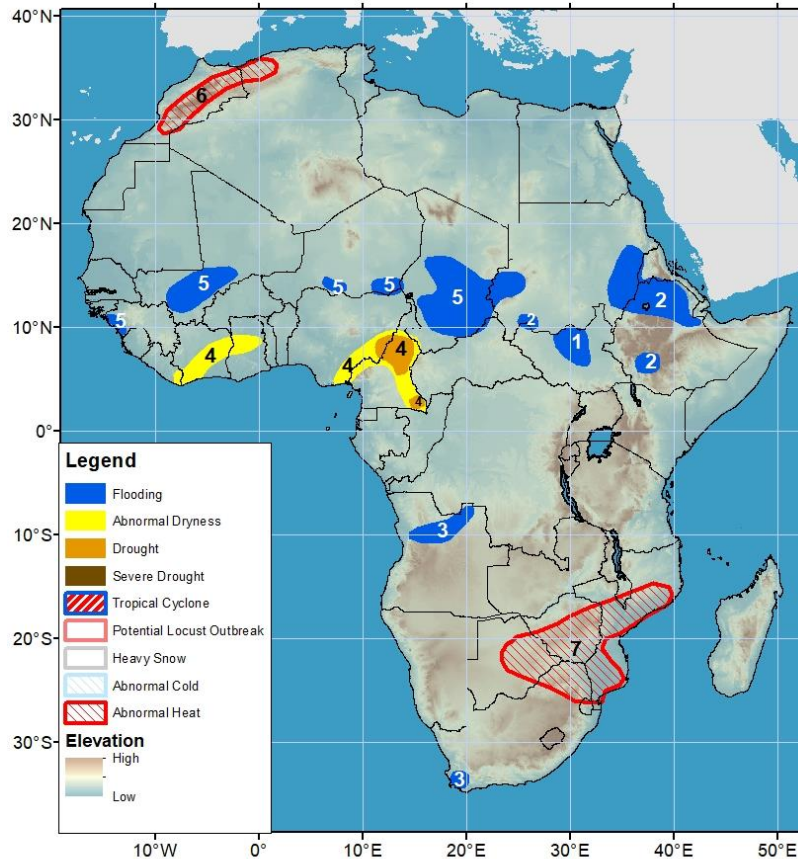 40°N
30°N
20°N
10°N
0°
10°S
20°S
30°S
10°W
0°
10°E
20°E
30°E
40°E
50°E
6
5
5
5
5
5
2
2
1
2
4
4
4
4
3
7
3
Legend
Flooding
Abnormal Dryness
Drought
Severe Drought
Tropical Cyclone
Potential Locust Outbreak
Heavy Snow
Abnormal Cold
Abnormal Heat
Elevation
High
Low